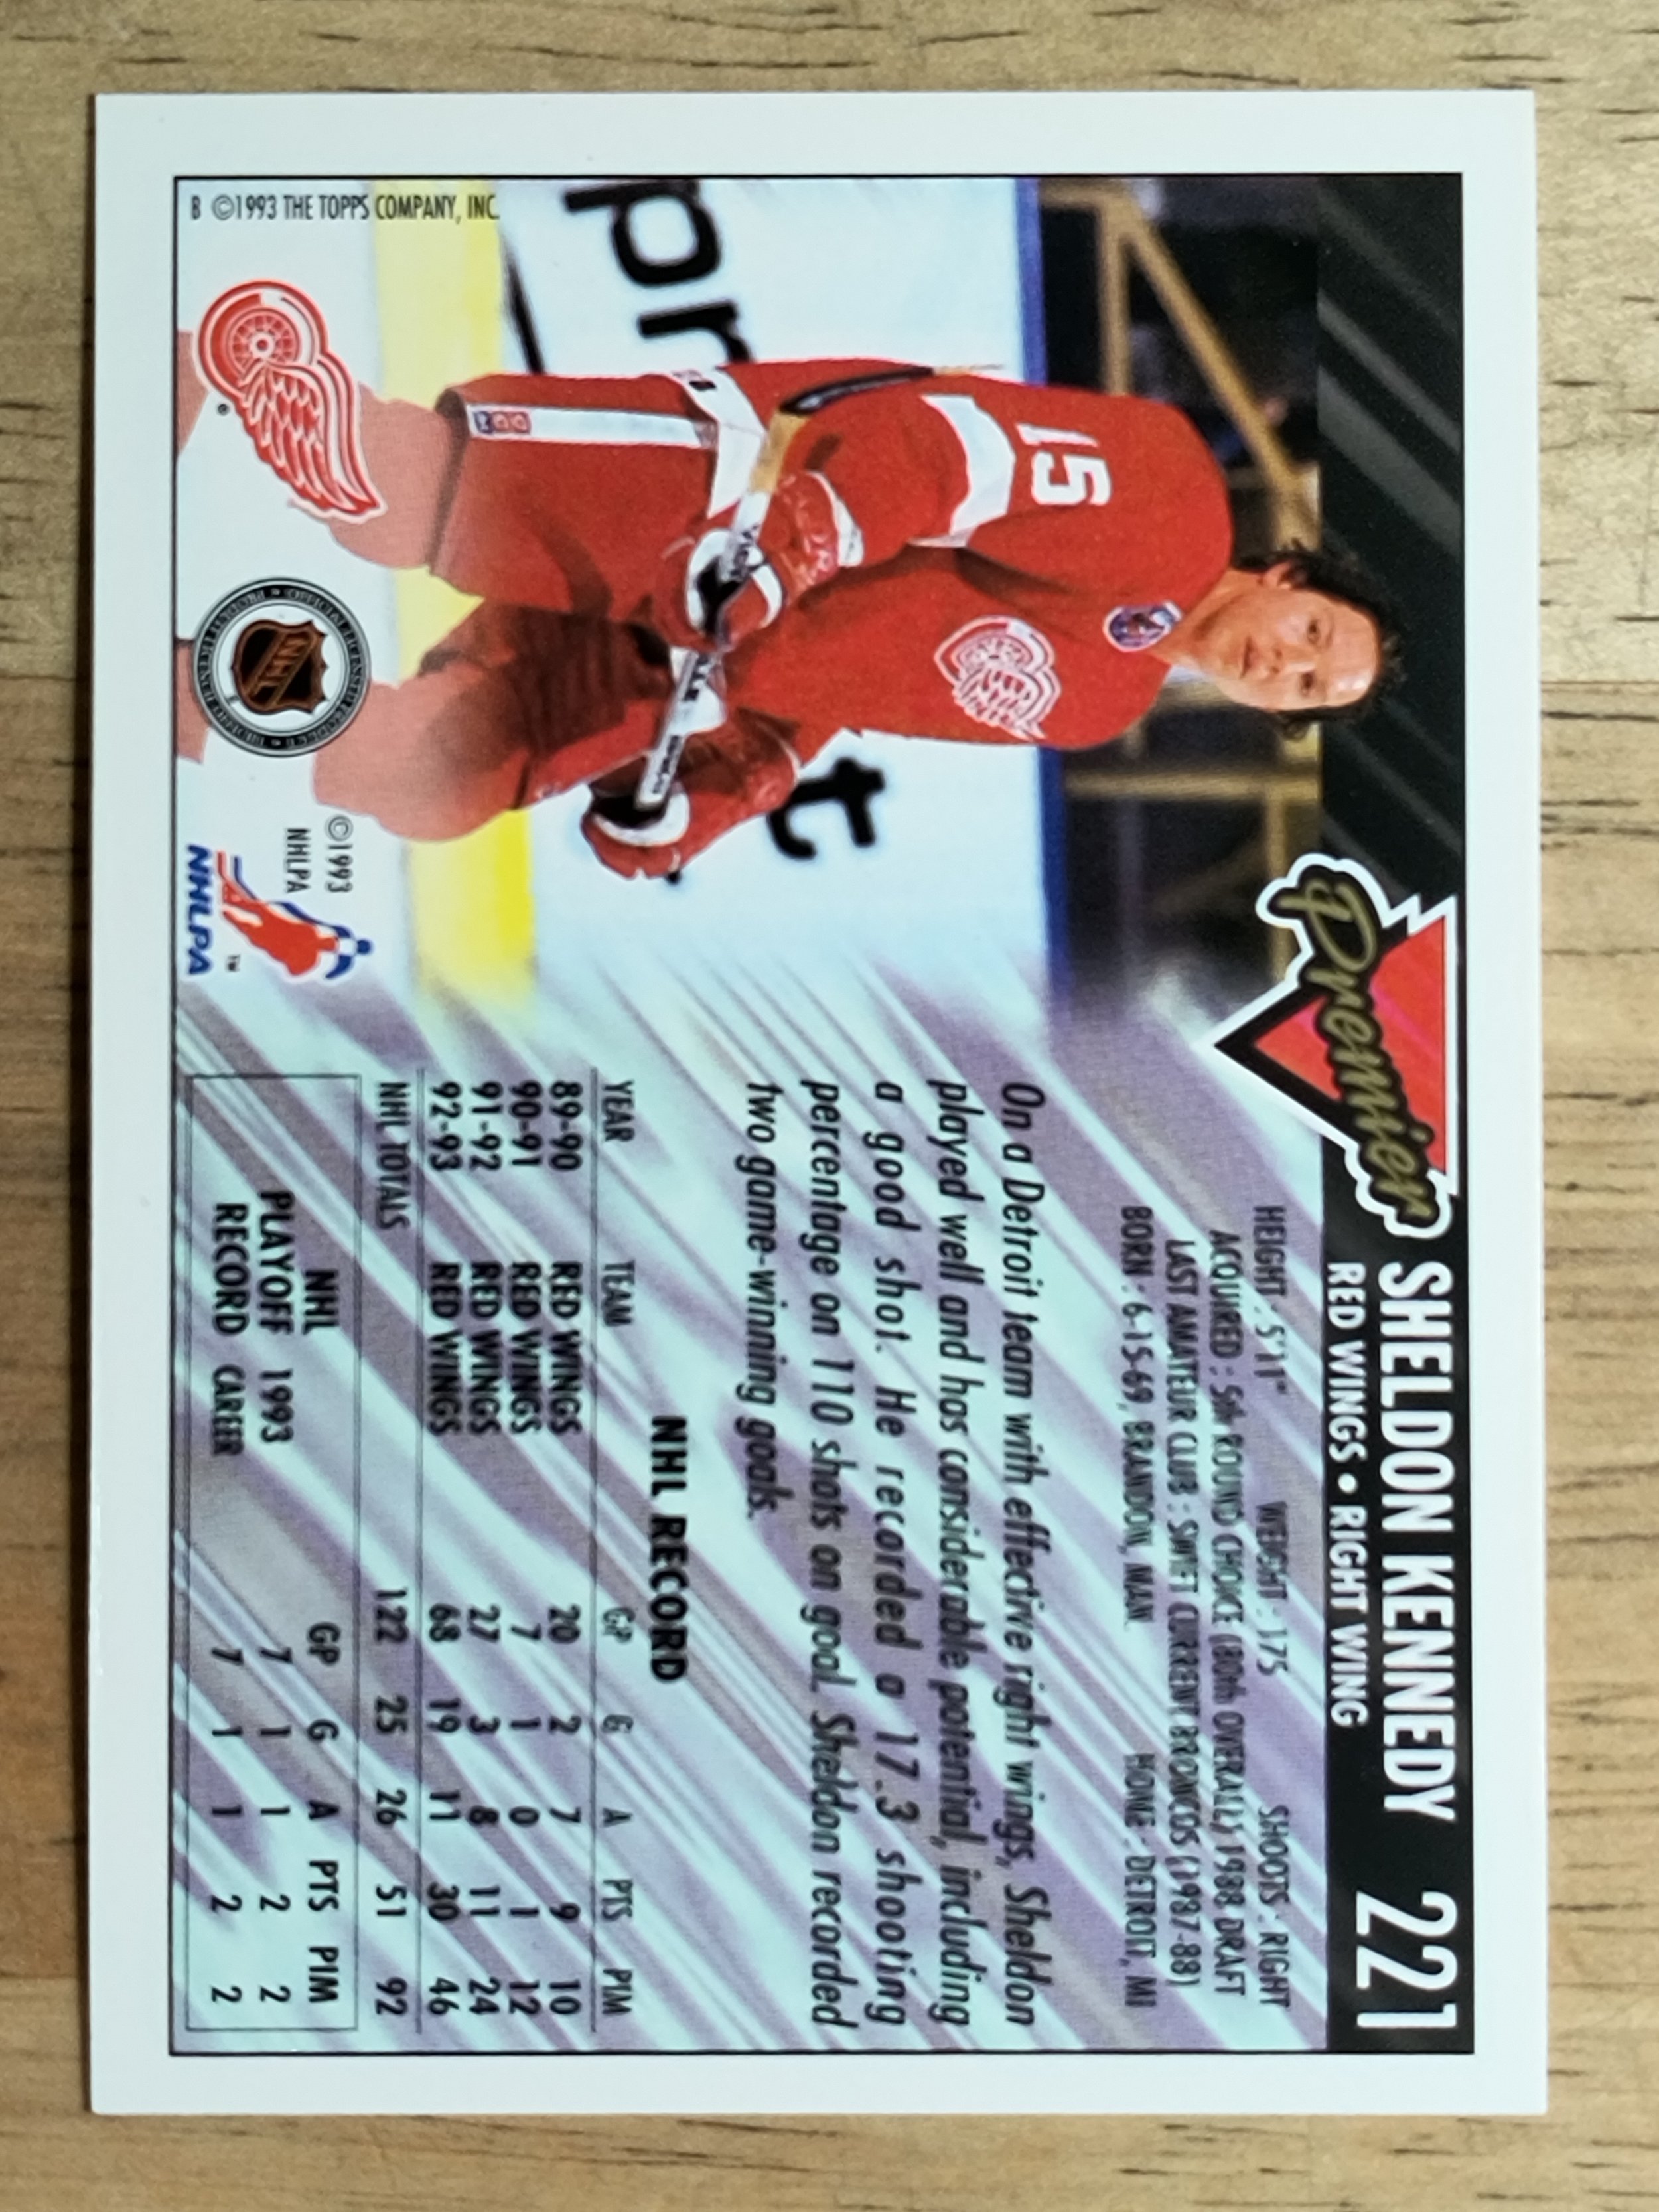 Premier
SHELDON KENNEDY 221
RED WINGS • RIGHT WING
HEIGHT : 5'11" WEIGHT : 175 SHOOTS : RIGHT
ACQUIRED : 5th ROUND CHOICE (80th OVERALL) 1988 DRAFT
LAST AMATEUR CLUB : SWIFT CURRENT BRONCOS (1987-88)
BORN : 6-15-69, BRANDON, MAN. HOME : DETROIT, MI
On a Detroit team with effective right wings, Sheldon
played well and has considerable potential, including
a good shot. He recorded a 17.3 shooting
percentage on 110 shots on goal. Sheldon recorded
two game-winning goals.
NHL RECORD
YEAR TEAM GP G A PTS PIM
89-90 RED WINGS 20 2 7 9 10
90-91 RED WINGS 7 1 0 1 12
91-92 RED WINGS 27 3 8 11 24
92-93 RED WINGS 68 19 11 30 46
NHL TOTALS 122 25 26 51 92
NHL GP G A PTS PIM
PLAYOFF 1993 7 1 1 2 2
RECORD CAREER 7 1 1 2 2
15
pr
t
©1993
NHLPA
NHLPA ™
NHL
B ©1993 THE TOPPS COMPANY, INC.